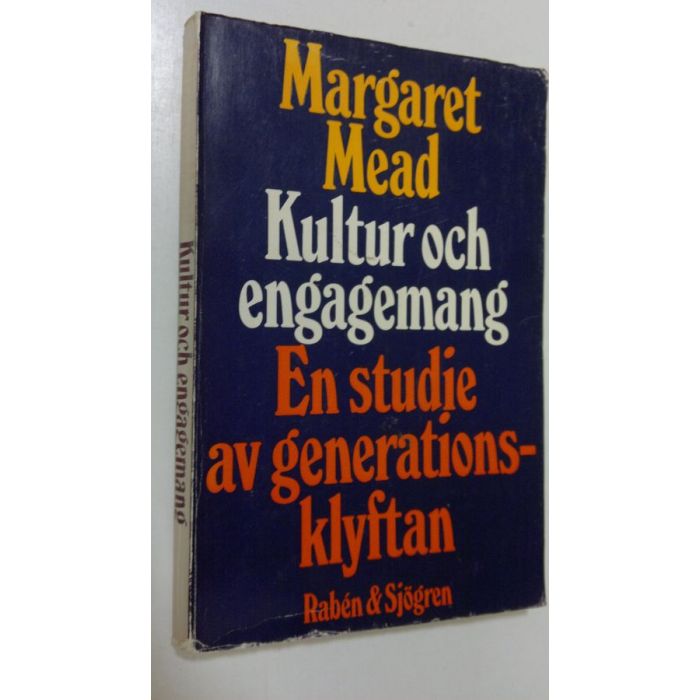 Margaret
Mead
Kultur och
engagemang
En studie
av generations-
klyftan
Rabén & Sjögren
Kultur och engagemang